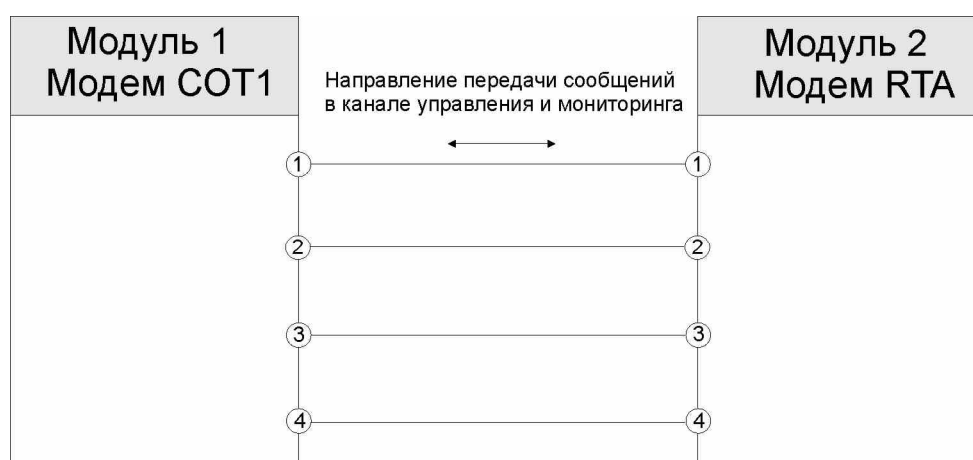 Модуль 1
Модем СОТ1
Направление передачи сообщений
в канале управления и мониторинга
Модуль 2
Модем RTA
1
1
2
2
3
3
4
4